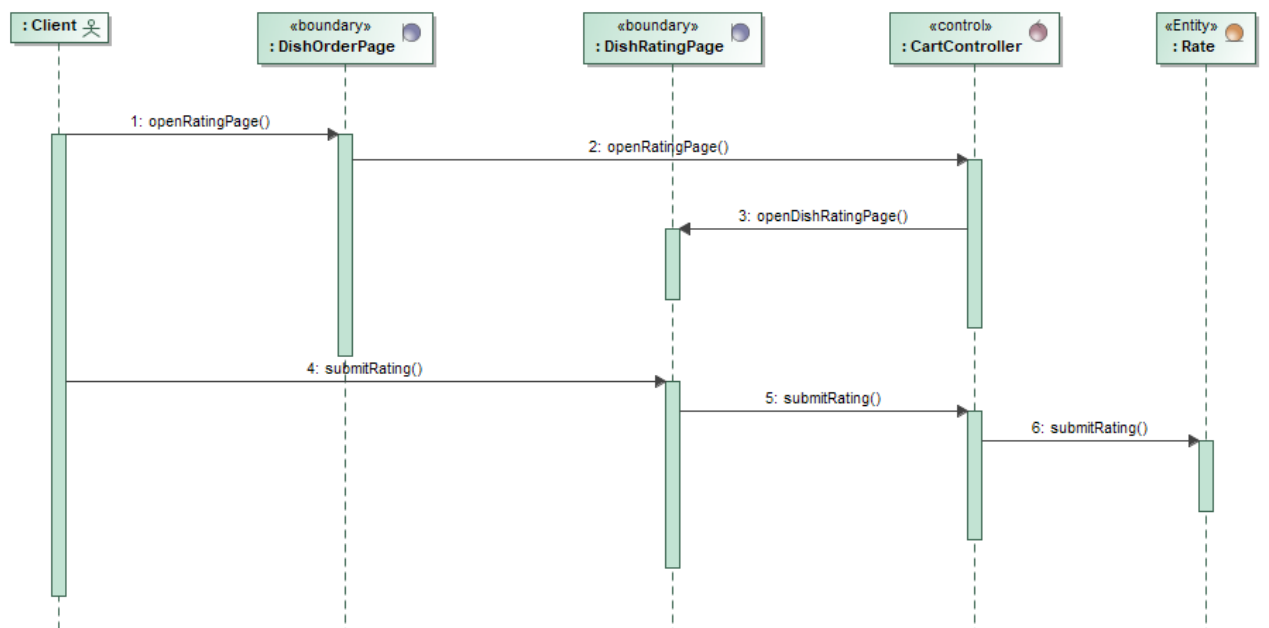 : Client
«boundary»
: DishOrderPage
«boundary»
: DishRatingPage
«control»
: CartController
«Entity»
: Rate
1: openRatingPage()
2: openRatingPage()
3: openDishRatingPage()
4: submitRating()
5: submitRating()
6: submitRating()